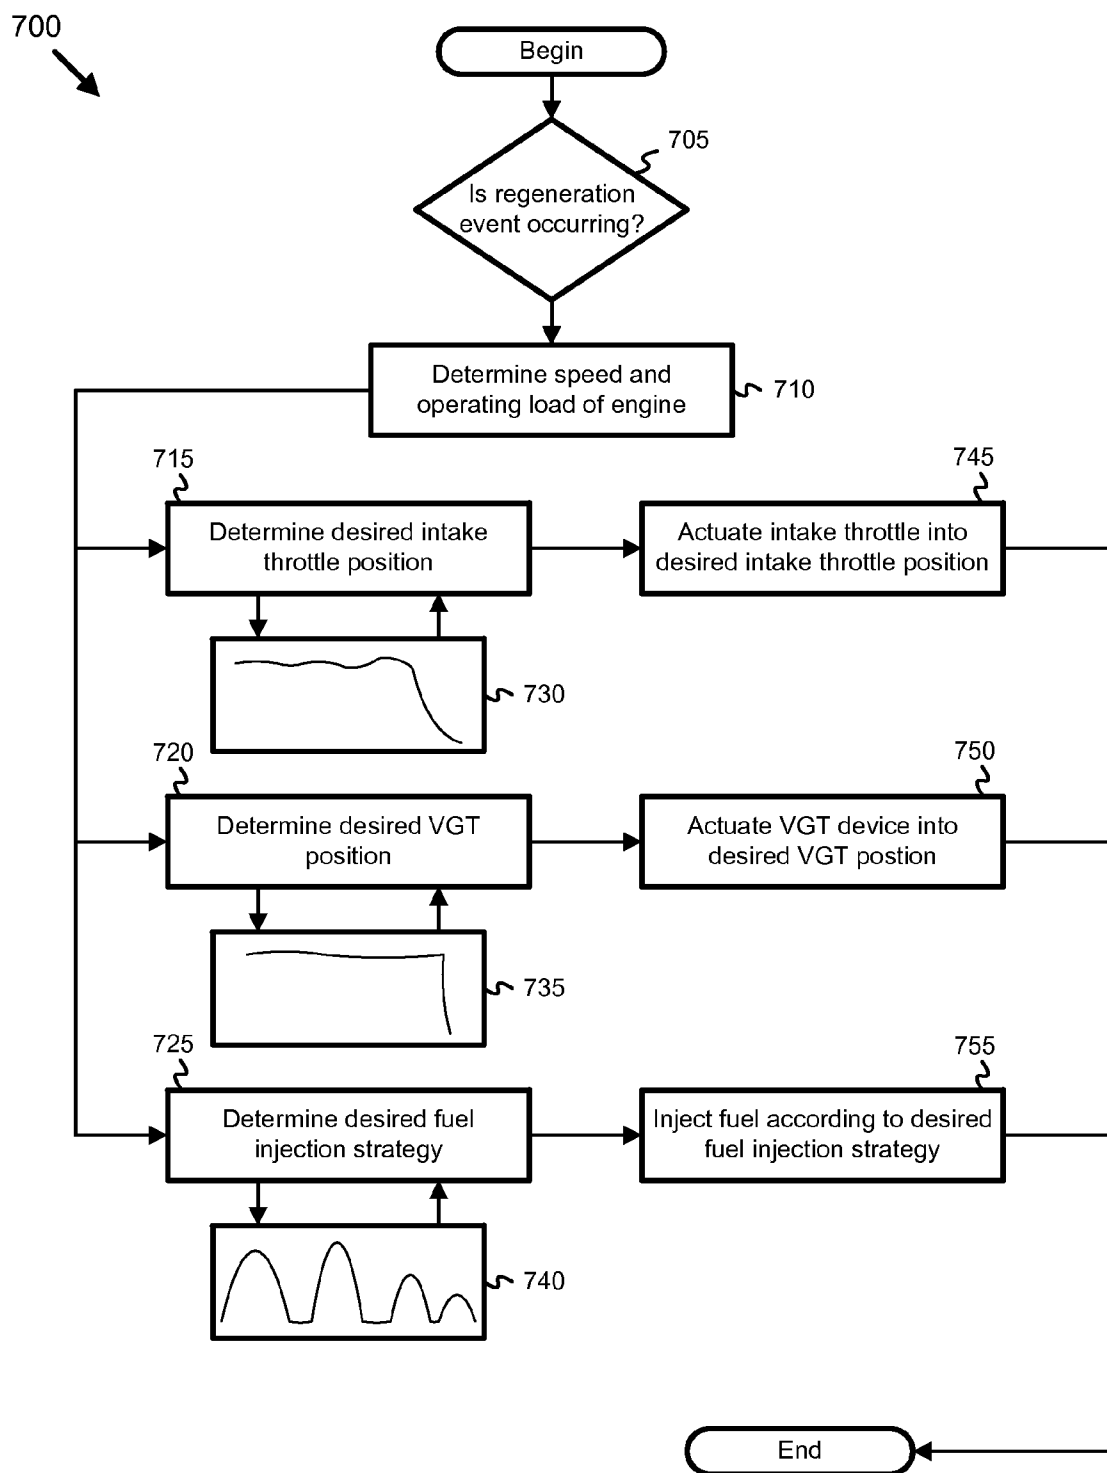 700
Begin
705
Is regeneration
event occurring?
Determine speed and
operating load of engine
710
715
745
Determine desired intake
throttle position
Actuate intake throttle into
desired intake throttle position
730
720
750
Determine desired VGT
position
Actuate VGT device into
desired VGT postion
735
725
755
Determine desired fuel
injection strategy
Inject fuel according to desired
fuel injection strategy
740
End